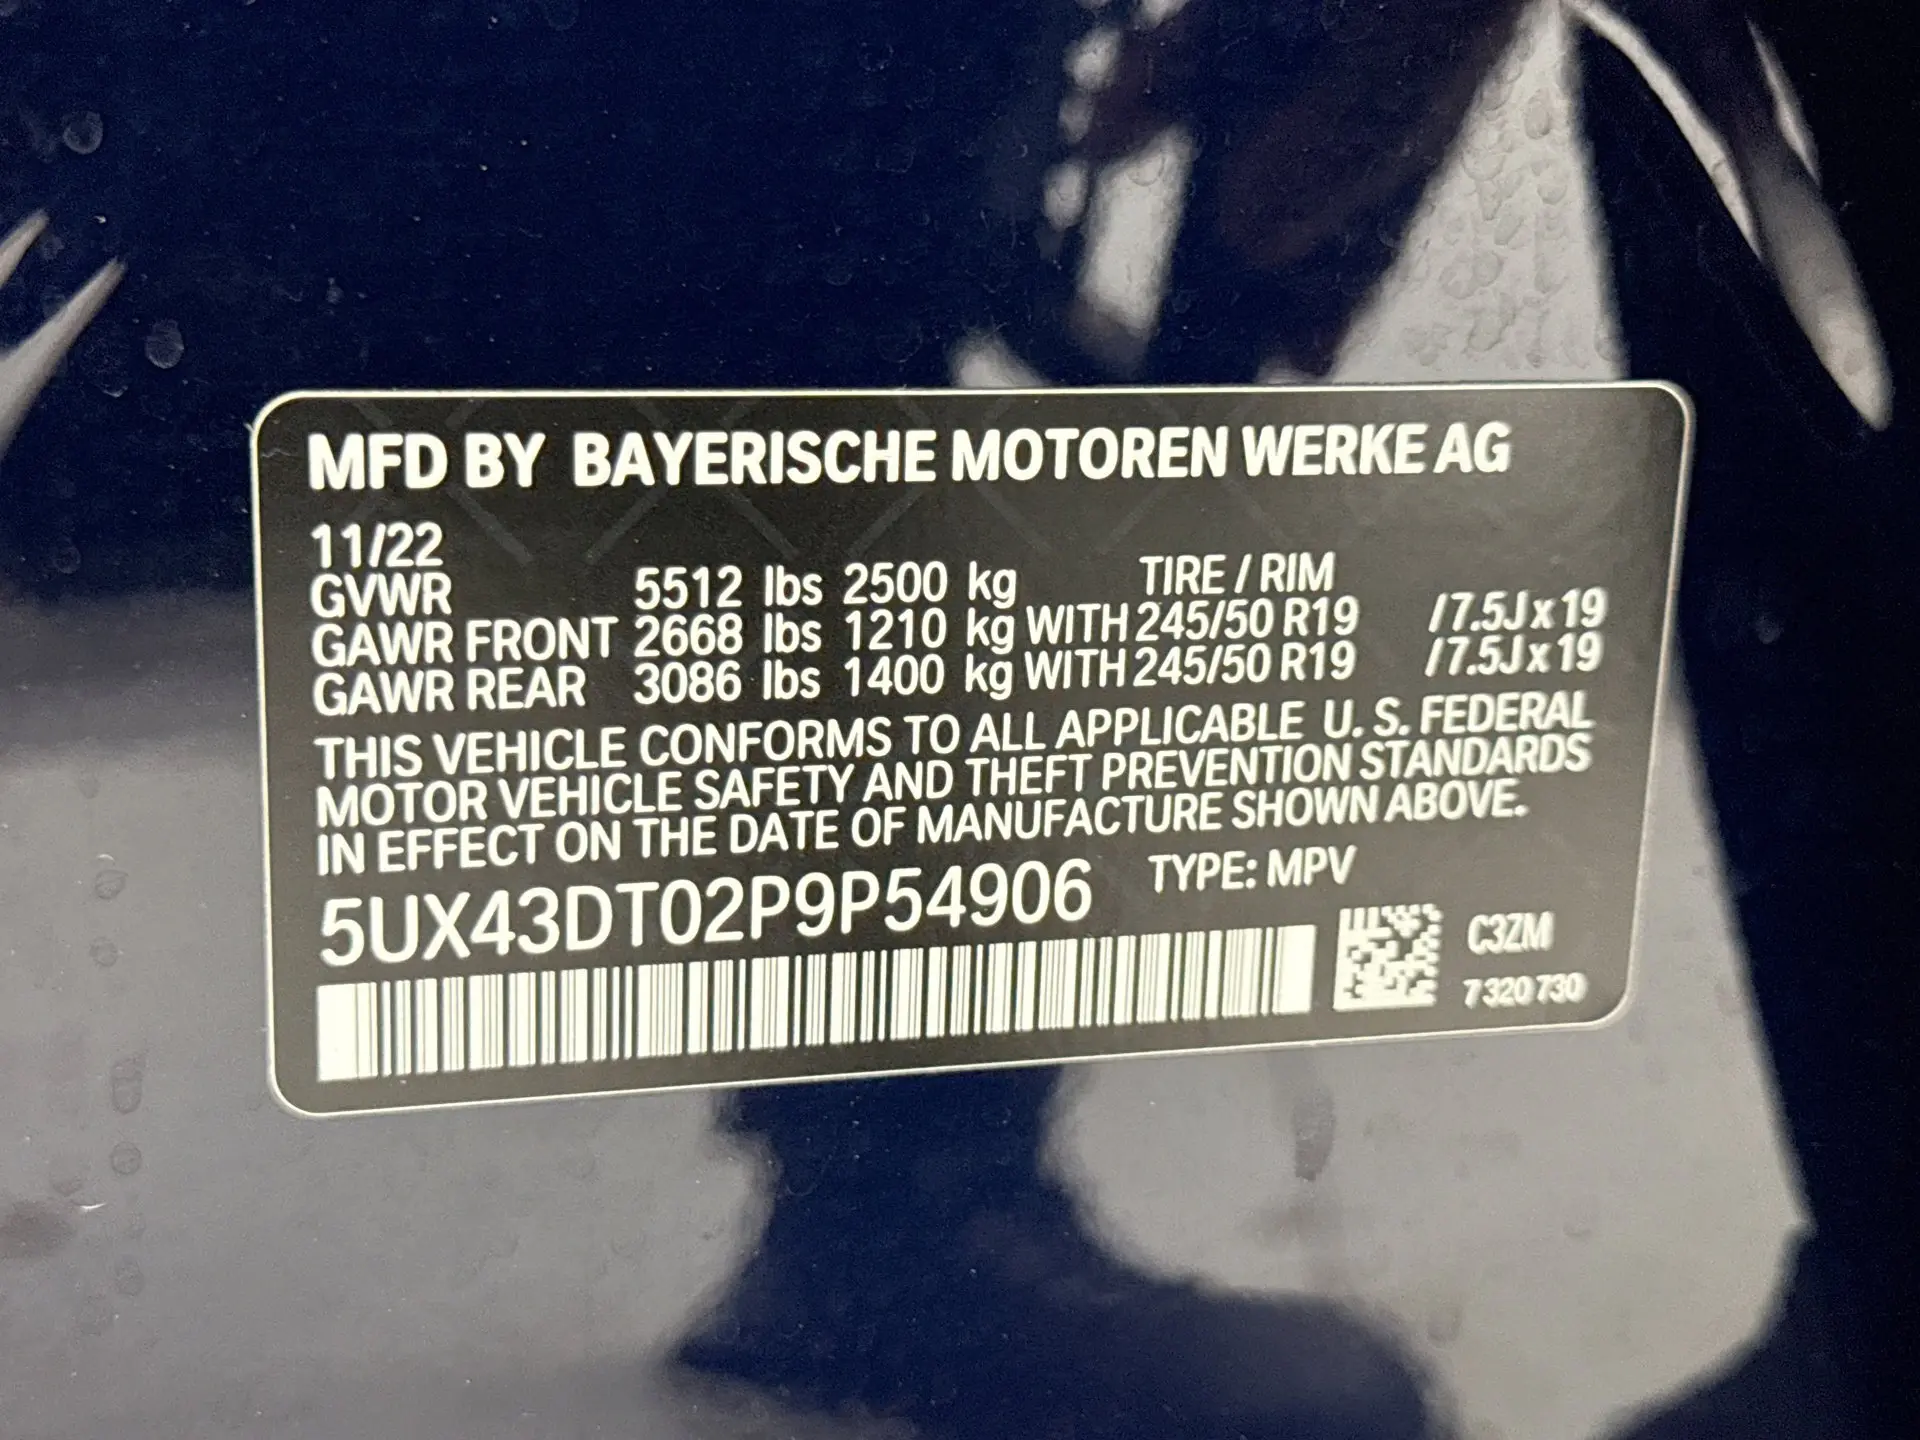 MFD BY BAYERISCHE MOTOREN WERKE AG
11/22
TIRE / RIM
GVWR 5512 lbs 2500 kg
GAWR FRONT 2668 lbs 1210 kg WITH 245/50 R19 /7.5J x 19
GAWR REAR 3086 lbs 1400 kg WITH 245/50 R19 /7.5J x 19
THIS VEHICLE CONFORMS TO ALL APPLICABLE U. S. FEDERAL
MOTOR VEHICLE SAFETY AND THEFT PREVENTION STANDARDS
IN EFFECT ON THE DATE OF MANUFACTURE SHOWN ABOVE.
5UX43DT02P9P54906 TYPE: MPV
C3ZM
7 320 730